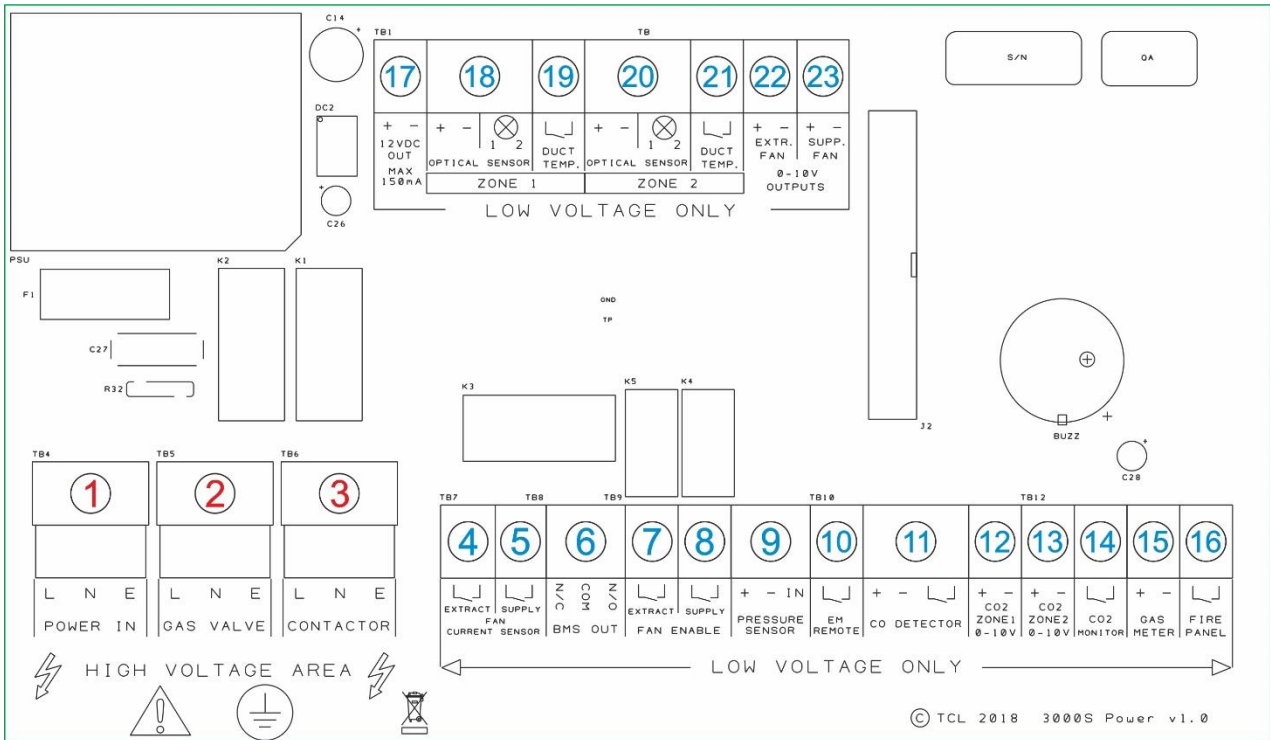 C14
TB1 TB
S/N QA
17 18 19 20 21 22 23
DC2
+ - + - 1 2 + - 1 2 + - + -
12VDC OUT MAX 150mA
OPTICAL SENSOR
DUCT TEMP.
OPTICAL SENSOR
DUCT TEMP.
EXTR. FAN
SUPP. FAN
0-10V OUTPUTS
ZONE 1 ZONE 2
LOW VOLTAGE ONLY
+
C26
PSU K2 K1
F1
GND
TP
C27
R32
K3 K5 K4
J2
+
BUZZ
+
C28
TB4 TB5 TB6
1 2 3
L N E L N E L N E
POWER IN GAS VALVE CONTACTOR
HIGH VOLTAGE AREA
TB7 TB8 TB9 TB10 TB12
4 5 6 7 8 9 10 11 12 13 14 15 16
EXTRACT SUPPLY
FAN
CURRENT SENSOR
N/C COM N/O
BMS OUT
EXTRACT SUPPLY
FAN ENABLE
+ - IN
PRESSURE
SENSOR
EM
REMOTE
+ -
CO DETECTOR
+ -
CO2
ZONE1
0-10V
+ -
CO2
ZONE2
0-10V
CO2
MONITOR
+ -
GAS
METER
FIRE
PANEL
LOW VOLTAGE ONLY
© TCL 2018 3000S Power v1.0